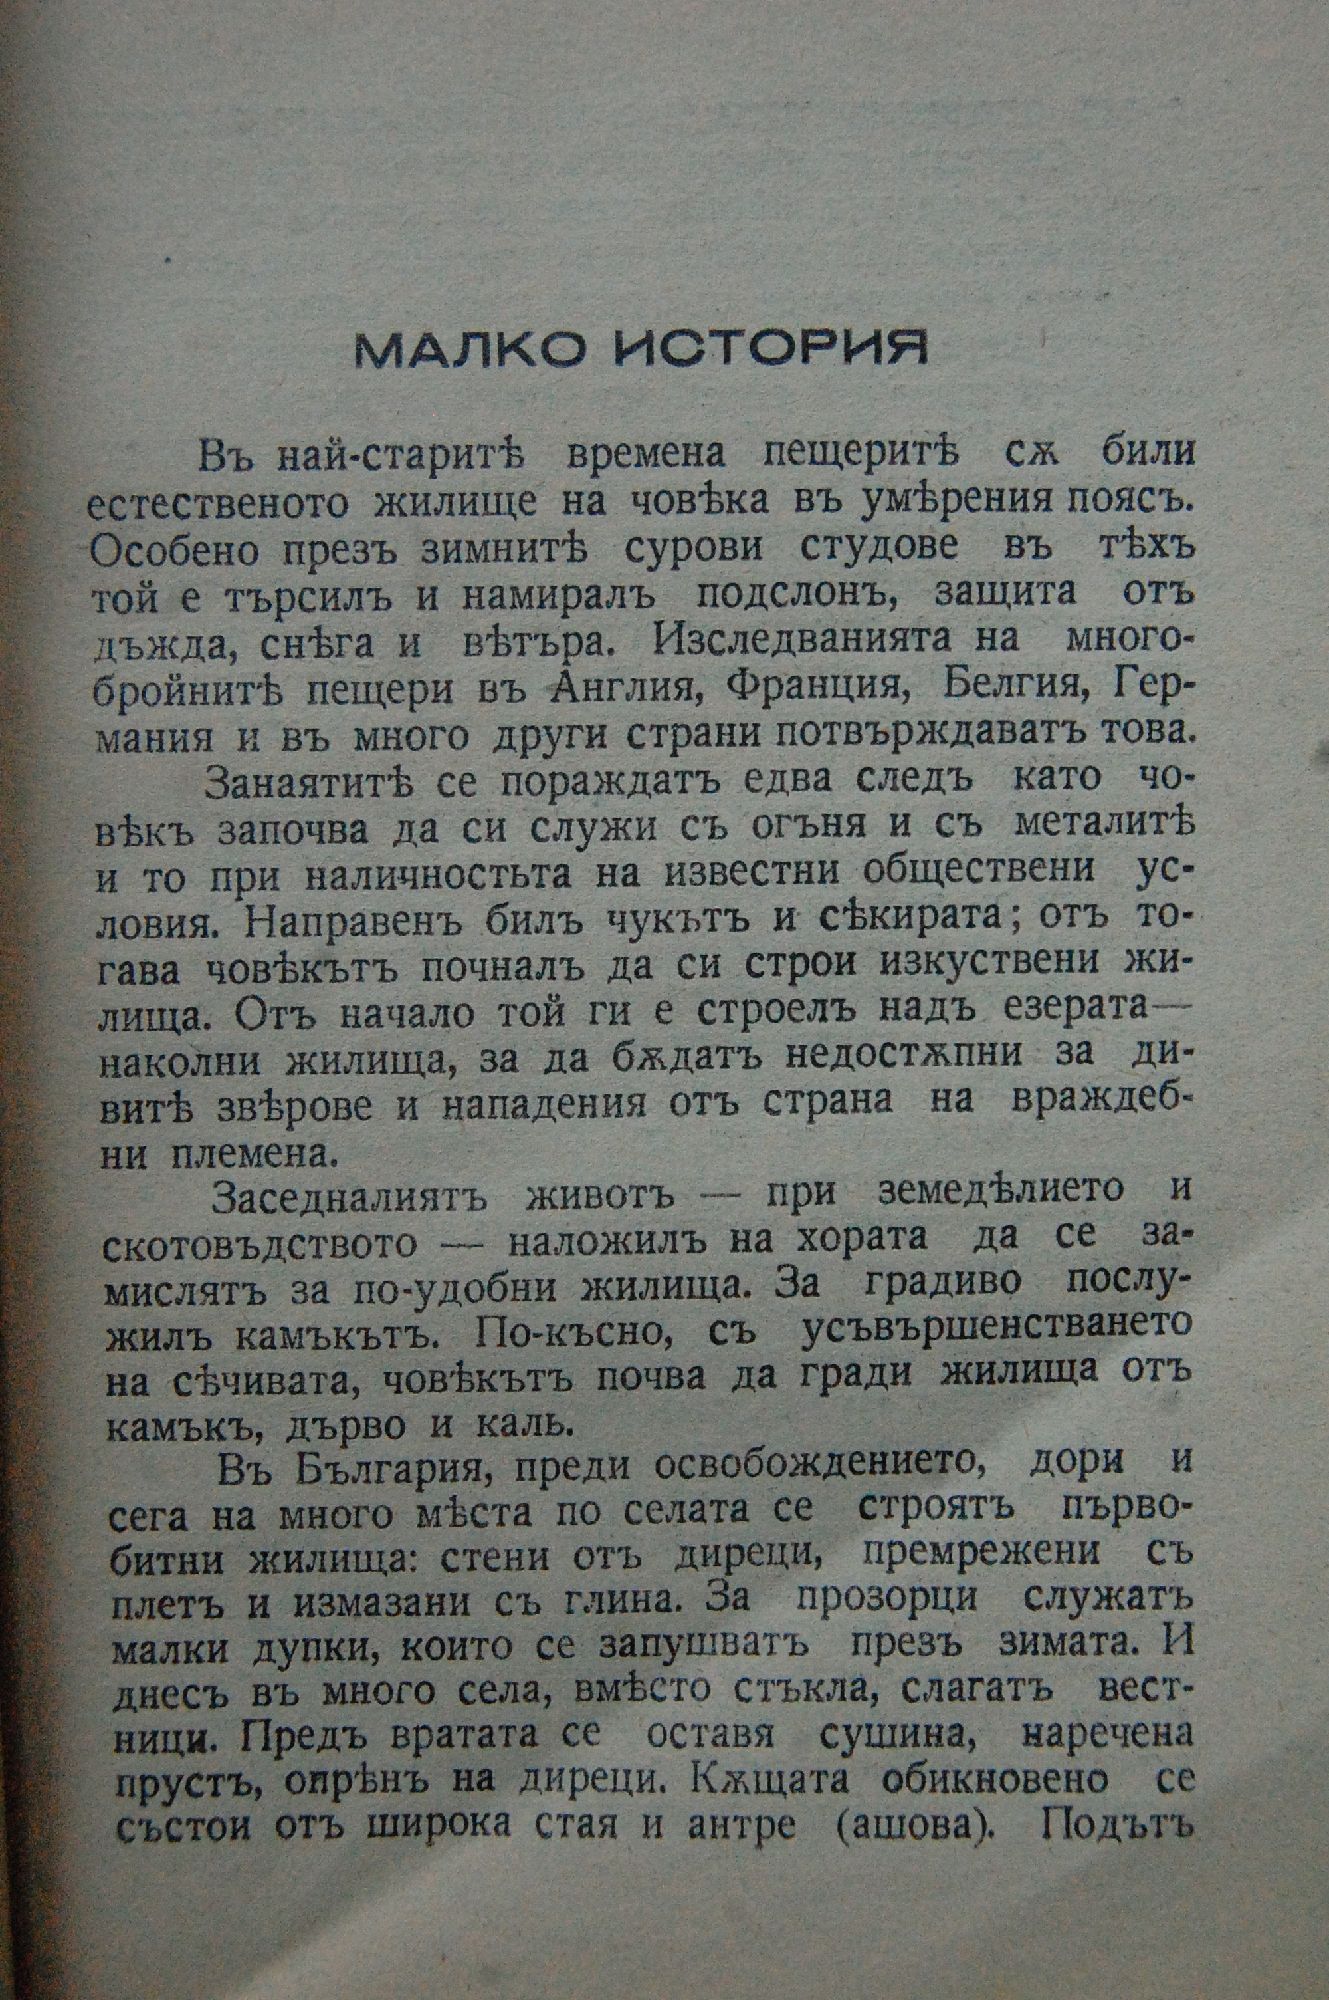 МАЛКО ИСТОРИЯ
Въ най-старитѣ времена пещеритѣ сѫ били
естественото жилище на човѣка въ умѣрения поясъ.
Особено презъ зимнитѣ сурови студове въ тѣхъ
той е търсилъ и намиралъ подслонъ, защита отъ
дъжда, снѣга и вѣтъра. Изследванията на много-
бройнитѣ пещери въ Англия, Франция, Белгия, Гер-
мания и въ много други страни потвърждаватъ това.
Занаятитѣ се пораждатъ едва следъ като чо-
вѣкъ започва да си служи съ огъня и съ металитѣ
и то при наличностьта на известни обществени ус-
ловия. Направенъ билъ чукътъ и сѣкирата; отъ то-
гава човѣкътъ почналъ да си строи изкуствени жи-
лища. Отъ начало той ги е строелъ надъ езерата—
наколни жилища, за да бѫдатъ недостѫпни за ди-
витѣ звѣрове и нападения отъ страна на враждеб-
ни племена.
Заседналиятъ животъ — при земедѣлието и
скотовъдството — наложилъ на хората да се за-
мислятъ за по-удобни жилища. За градиво послу-
жилъ камъкътъ. По-късно, съ усъвършенстването
на сѣчивата, човѣкътъ почва да гради жилища отъ
камъкъ, дърво и каль.
Въ България, преди освобождението, дори и
сега на много мѣста по селата се строятъ първо-
битни жилища: стени отъ диреци, премрежени съ
плетъ и измазани съ глина. За прозорци служатъ
малки дупки, които се запушватъ презъ зимата. И
днесъ въ много села, вмѣсто стъкла, слагатъ вест-
ници. Предъ вратата се оставя сушина, наречена
прустъ, опрѣнъ на диреци. Кѫщата обикновено се
състои отъ широка стая и антре (ашова). Подътъ